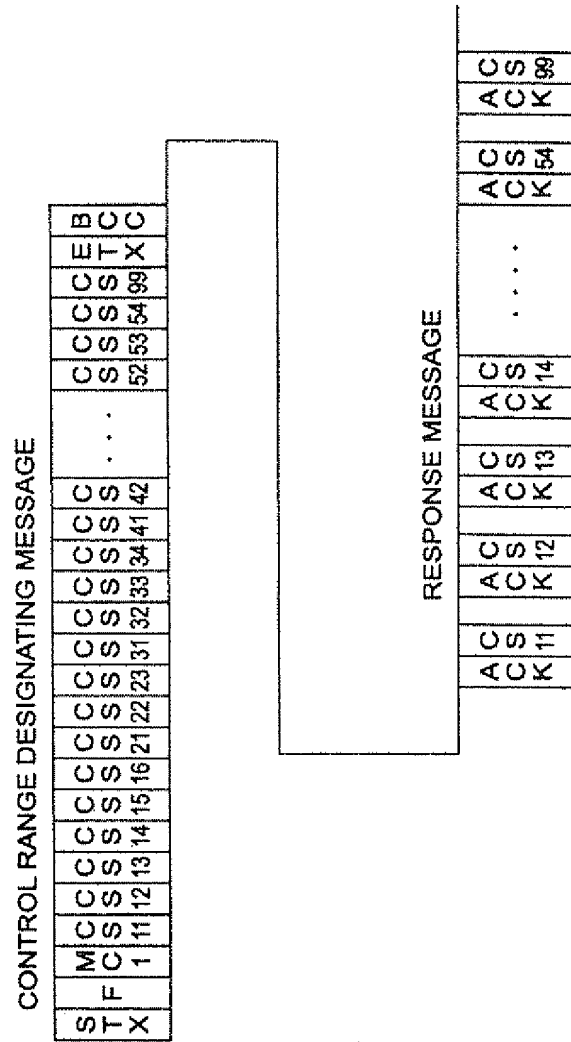 CONTROL RANGE DESIGNATING MESSAGE
STX F MC1 CS11 CS12 CS13 CS14 CS15 CS16 CS21 CS22 CS23 CS31 CS32 CS33 CS34 CS41 CS42 . . . CS52 CS53 CS54 CS99 ETX BCC
RESPONSE MESSAGE
ACK CS11 ACK CS12 ACK CS13 ACK CS14 . . . . ACK CS54 ACK CS99